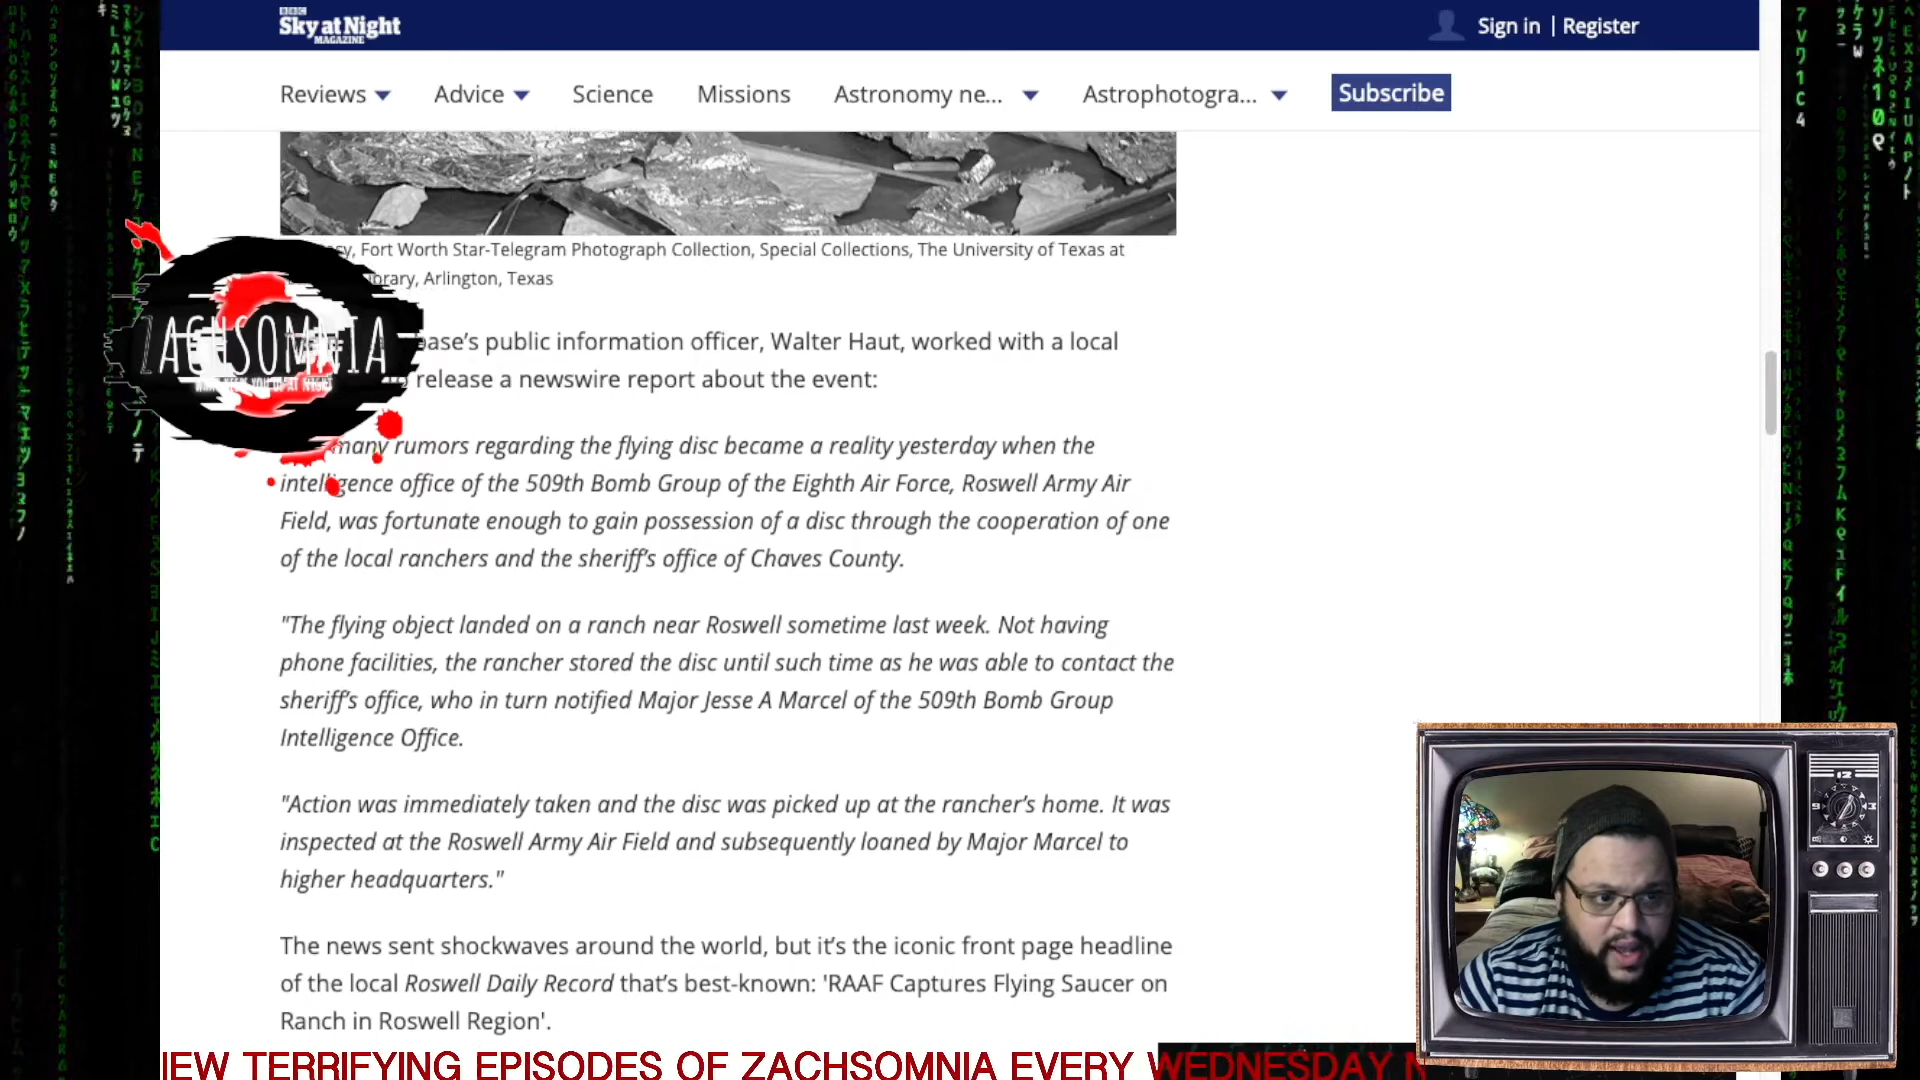 BBC
Sky at Night
MAGAZINE
Sign in | Register
Reviews
Advice
Science
Missions
Astronomy ne...
Astrophotogra...
Subscribe
Fort Worth Star-Telegram Photograph Collection, Special Collections, The University of Texas at
Arlington, Texas
ZACHSOMNIA
base's public information officer, Walter Haut, worked with a local
release a newswire report about the event:
many rumors regarding the flying disc became a reality yesterday when the
intelligence office of the 509th Bomb Group of the Eighth Air Force, Roswell Army Air
Field, was fortunate enough to gain possession of a disc through the cooperation of one
of the local ranchers and the sheriff's office of Chaves County.
"The flying object landed on a ranch near Roswell sometime last week. Not having
phone facilities, the rancher stored the disc until such time as he was able to contact the
sheriff's office, who in turn notified Major Jesse A Marcel of the 509th Bomb Group
Intelligence Office.
"Action was immediately taken and the disc was picked up at the rancher's home. It was
inspected at the Roswell Army Air Field and subsequently loaned by Major Marcel to
higher headquarters."
The news sent shockwaves around the world, but it's the iconic front page headline
of the local Roswell Daily Record that's best-known: 'RAAF Captures Flying Saucer on
Ranch in Roswell Region'.
12
9
3
TERRIFYING EPISODES OF ZACHSOMNIA EVERY WEDNESDAY